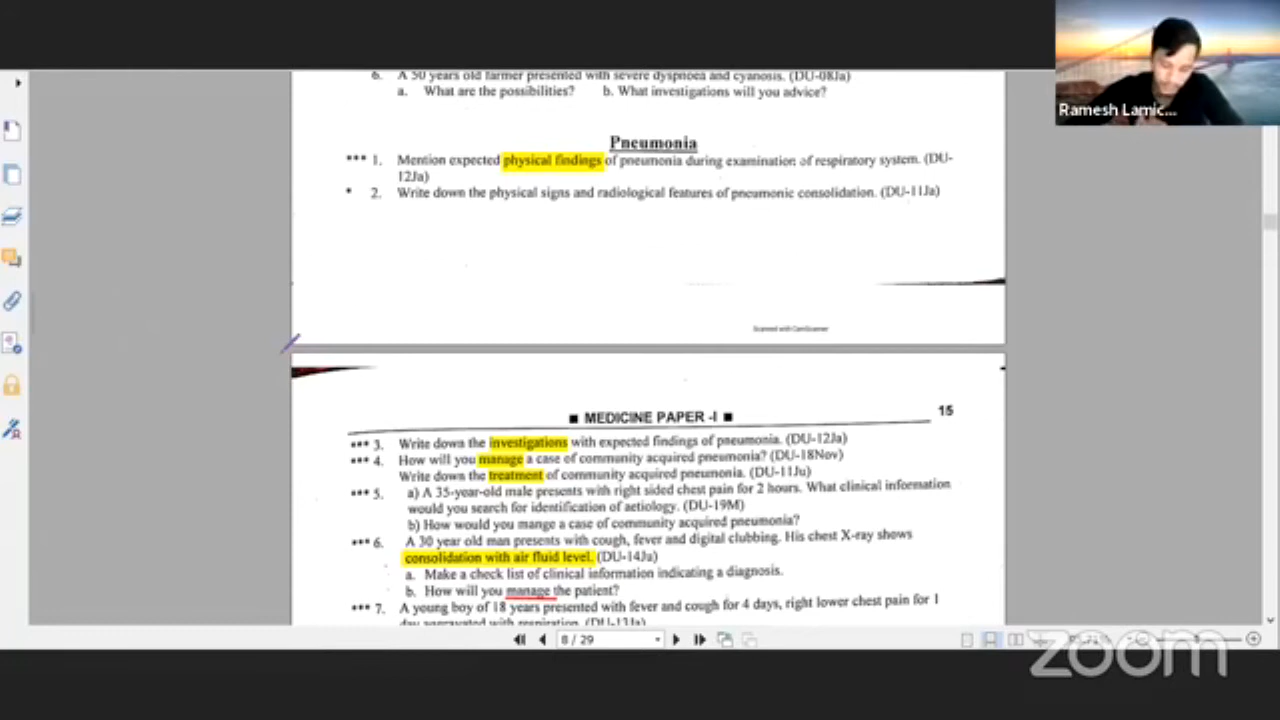 Ramesh Lamic...
6. A 50 years old farmer presented with severe dyspnoea and cyanosis. (DU-08Ja)
a. What are the possibilities? b. What investigations will you advice?
Pneumonia
*** 1. Mention expected physical findings of pneumonia during examination of respiratory system. (DU-
12Ja)
* 2. Write down the physical signs and radiological features of pneumonic consolidation. (DU-11Ja)
Scanned with CamScanner
■ MEDICINE PAPER -I ■ 15
*** 3. Write down the investigations with expected findings of pneumonia. (DU-12Ja)
*** 4. How will you manage a case of community acquired pneumonia? (DU-18Nov)
Write down the treatment of community acquired pneumonia. (DU-11Ju)
*** 5. a) A 35-year-old male presents with right sided chest pain for 2 hours. What clinical information
would you search for identification of aetiology. (DU-19M)
b) How would you mange a case of community acquired pneumonia?
*** 6. A 30 year old man presents with cough, fever and digital clubbing. His chest X-ray shows
consolidation with air fluid level. (DU-14Ju)
a. Make a check list of clinical information indicating a diagnosis.
b. How will you manage the patient?
*** 7. A young boy of 18 years presented with fever and cough for 4 days, right lower chest pain for 1
day aggravated with respiration. (DU-13Ja)
8 / 29
zoom